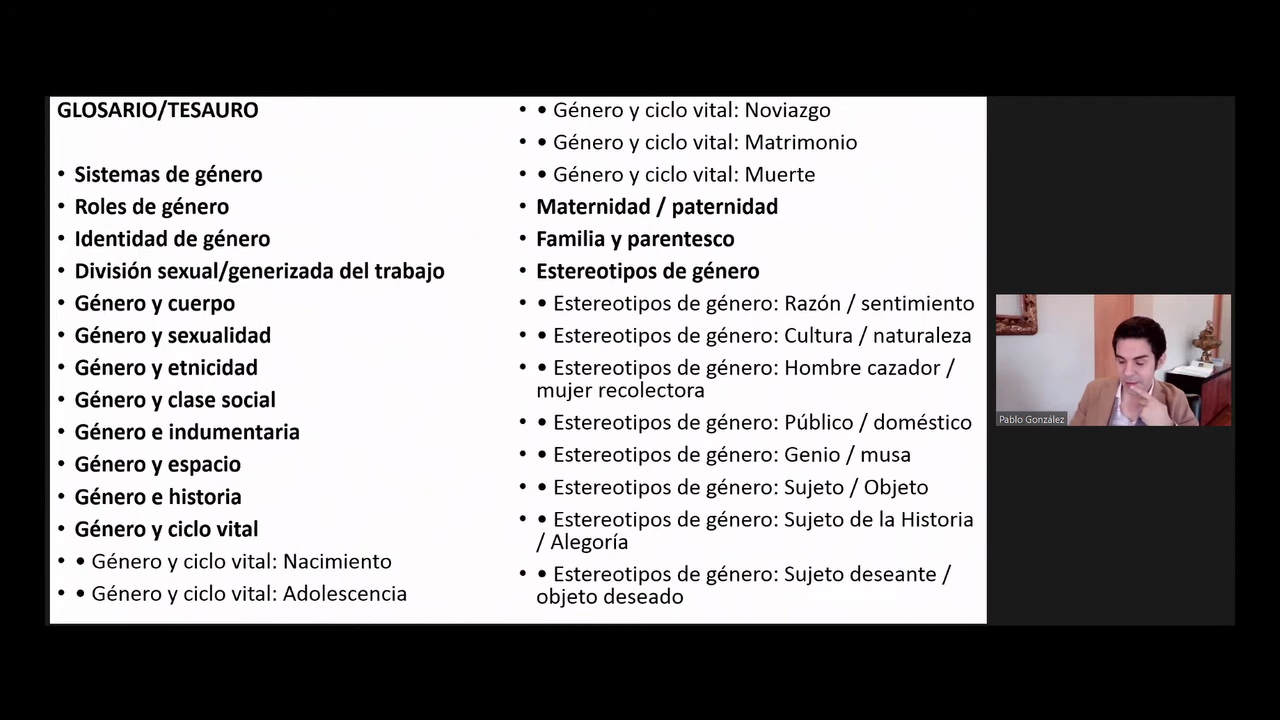 GLOSARIO/TESAURO
• Sistemas de género
• Roles de género
• Identidad de género
• División sexual/generizada del trabajo
• Género y cuerpo
• Género y sexualidad
• Género y etnicidad
• Género y clase social
• Género e indumentaria
• Género y espacio
• Género e historia
• Género y ciclo vital
• • Género y ciclo vital: Nacimiento
• • Género y ciclo vital: Adolescencia
• • Género y ciclo vital: Noviazgo
• • Género y ciclo vital: Matrimonio
• • Género y ciclo vital: Muerte
• Maternidad / paternidad
• Familia y parentesco
• Estereotipos de género
• • Estereotipos de género: Razón / sentimiento
• • Estereotipos de género: Cultura / naturaleza
• • Estereotipos de género: Hombre cazador /
mujer recolectora
• • Estereotipos de género: Público / doméstico
• • Estereotipos de género: Genio / musa
• • Estereotipos de género: Sujeto / Objeto
• • Estereotipos de género: Sujeto de la Historia
/ Alegoría
• • Estereotipos de género: Sujeto deseante /
objeto deseado
Pablo González